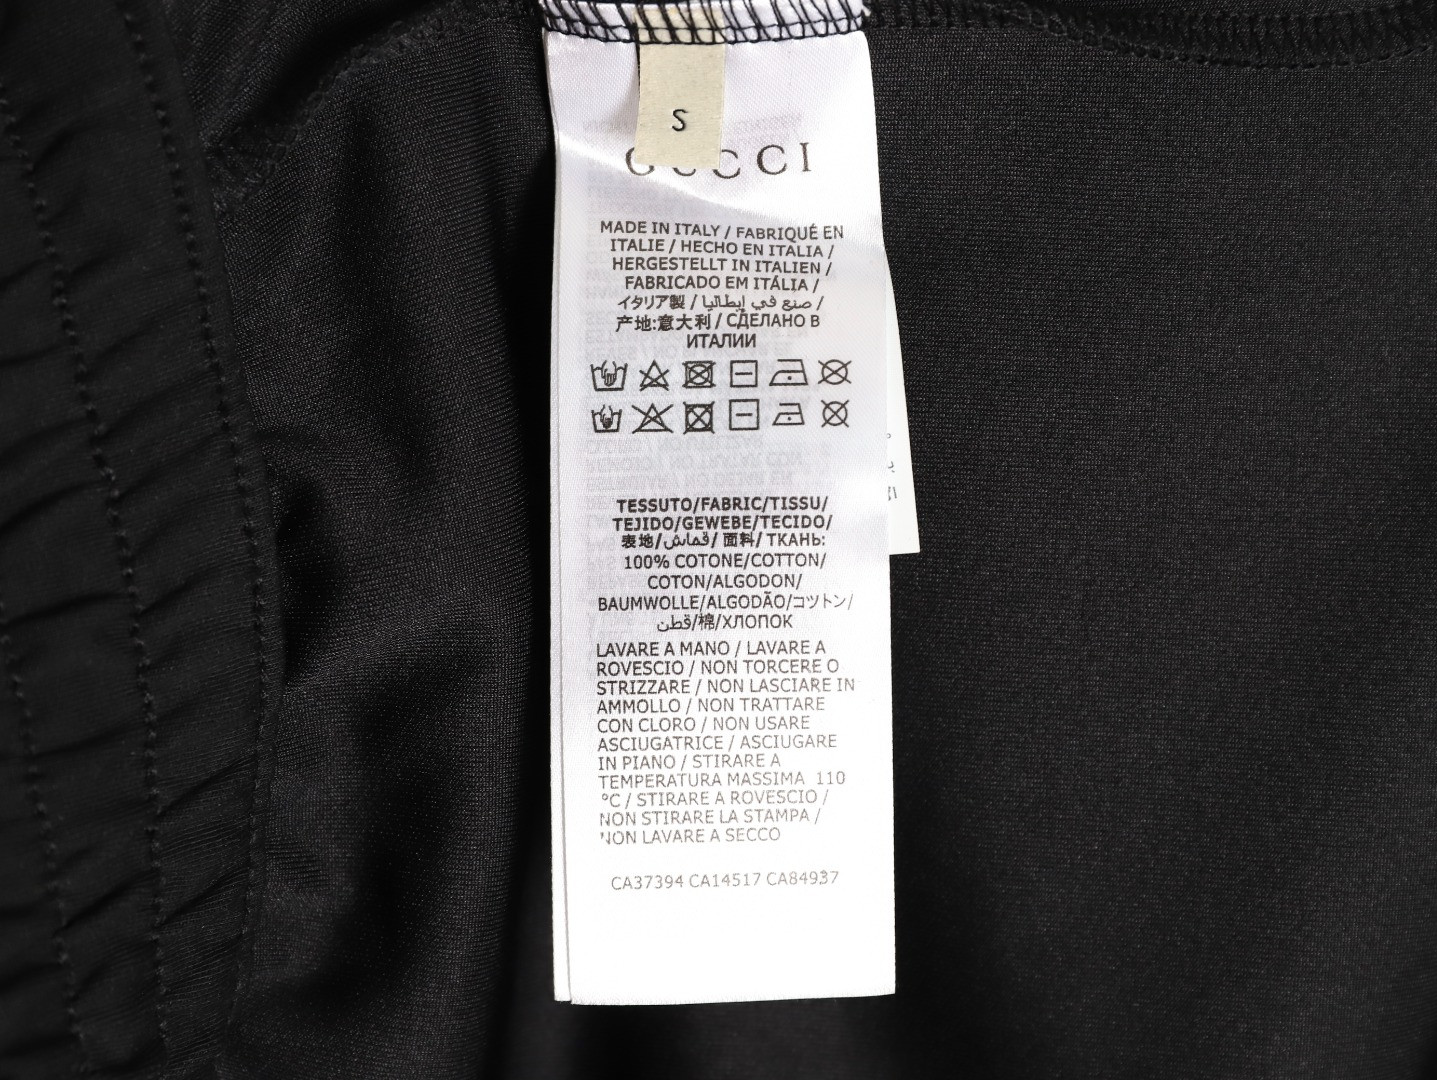 S
GUCCI
MADE IN ITALY / FABRIQUÉ EN
ITALIE / HECHO EN ITALIA /
HERGESTELLT IN ITALIEN /
FABRICADO EM ITÁLIA /
イタリア製 / صنع في إيطاليا /
产地:意大利 / СДЕЛАНО В
ИТАЛИИ
TESSUTO/FABRIC/TISSU/
TEJIDO/GEWEBE/TECIDO/
表地/قماش/ 面料/ ТКАНЬ:
100% COTONE/COTTON/
COTON/ALGODON/
BAUMWOLLE/ALGODÃO/コツトン/
قطن/棉/ХЛОПОК
LAVARE A MANO / LAVARE A
ROVESCIO / NON TORCERE O
STRIZZARE / NON LASCIARE IN
AMMOLLO / NON TRATTARE
CON CLORO / NON USARE
ASCIUGATRICE / ASCIUGARE
IN PIANO / STIRARE A
TEMPERATURA MASSIMA 110
°C / STIRARE A ROVESCIO /
NON STIRARE LA STAMPA /
NON LAVARE A SECCO
CA37394 CA14517 CA84937